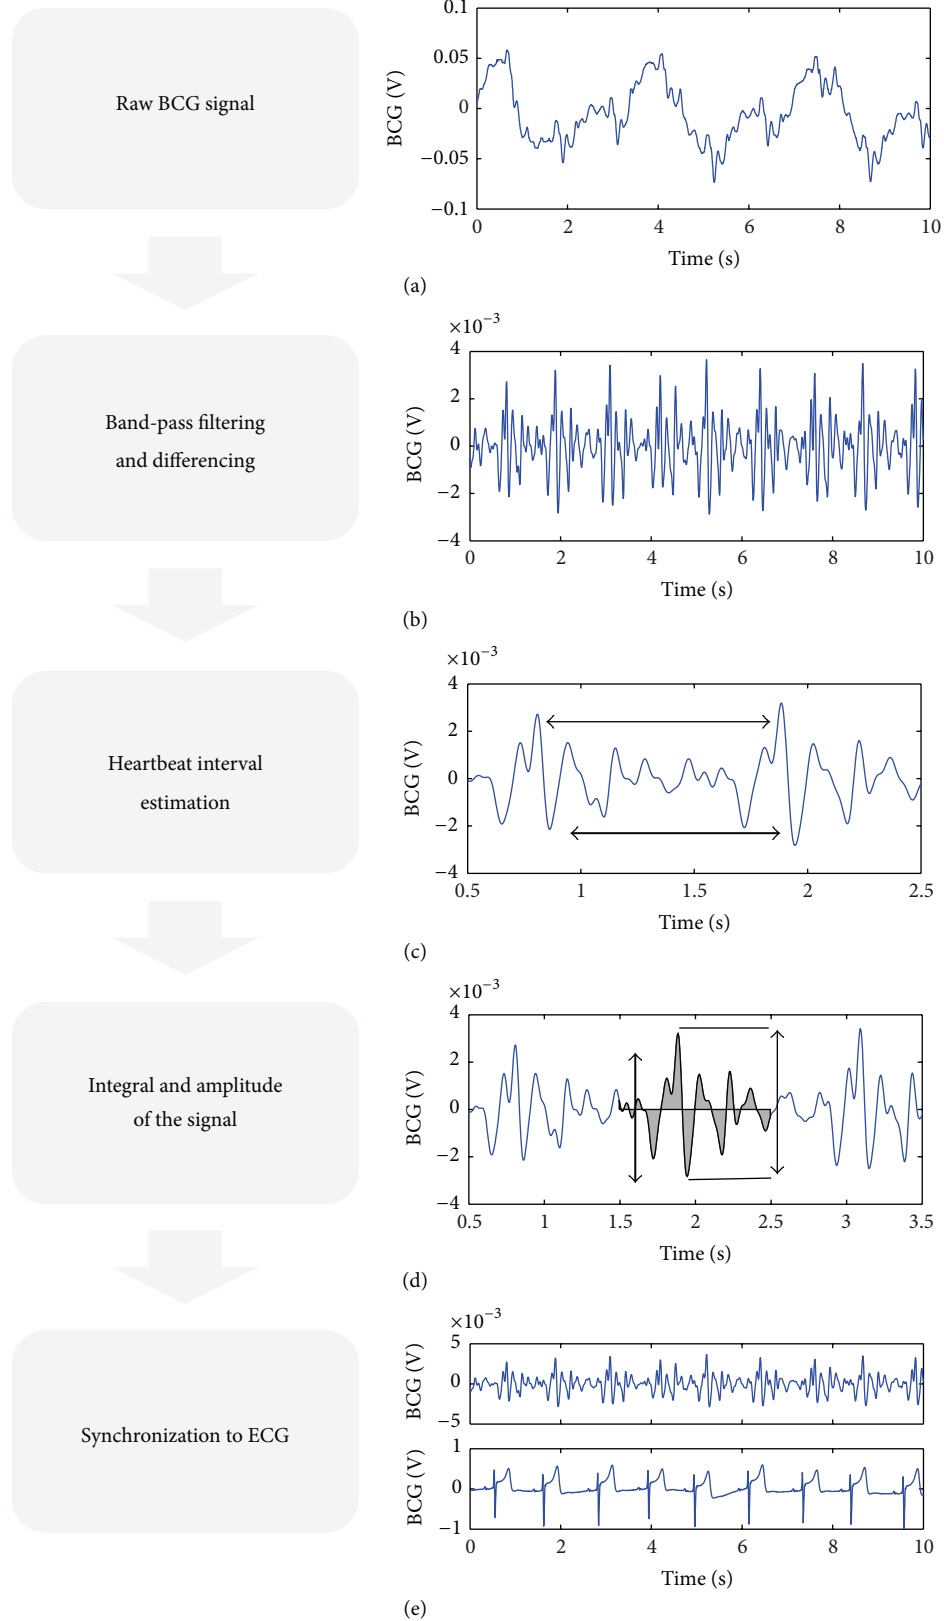 Raw BCG signal
0.1
0.05
0
−0.05
−0.1
BCG (V)
0 2 4 6 8 10
Time (s)
(a)
Band-pass filtering
and differencing
×10−3
4
2
0
−2
−4
BCG (V)
0 2 4 6 8 10
Time (s)
(b)
Heartbeat interval
estimation
×10−3
4
2
0
−2
−4
BCG (V)
0.5 1 1.5 2 2.5
Time (s)
(c)
Integral and amplitude
of the signal
×10−3
4
2
0
−2
−4
BCG (V)
0.5 1 1.5 2 2.5 3 3.5
Time (s)
(d)
Synchronization to ECG
×10−3
5
0
−5
BCG (V)
1
0
−1
BCG (V)
0 2 4 6 8 10
Time (s)
(e)